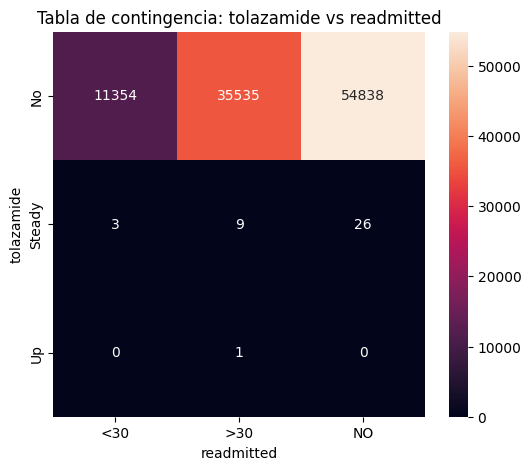 Tabla de contingencia: tolazamide vs readmitted
No
Steady
Up
tolazamide
11354 35535 54838
3 9 26
0 1 0
<30 >30 NO
readmitted
50000
40000
30000
20000
10000
0